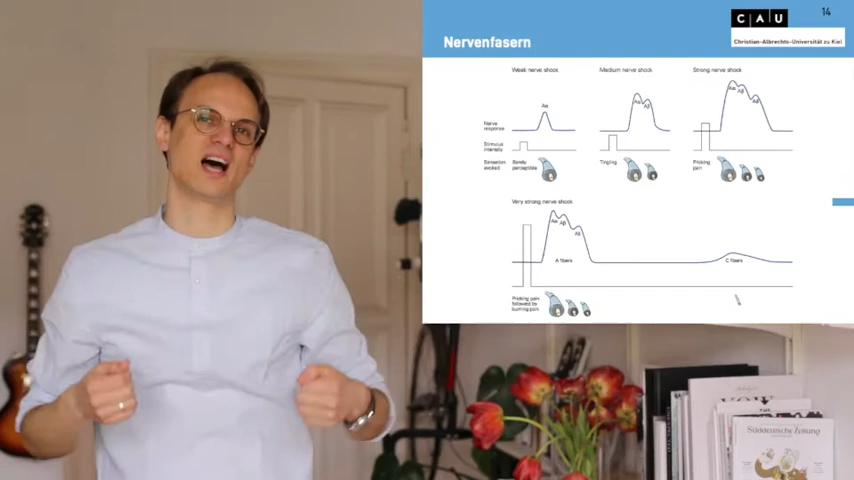 14
CAU
Christian-Albrechts-Universität zu Kiel
Nervenfasern
Weak nerve shock
Medium nerve shock
Strong nerve shock
Aα
Aα Aβ
Aα Aβ Aδ
Nerve
response
Stimulus
intensity
Sensation
evoked
Barely
perceptible
Tingling
Pricking
pain
Very strong nerve shock
Aα Aβ Aδ
A fibers
C fibers
Pricking pain
followed by
burning pain
Süddeutsche Zeitung